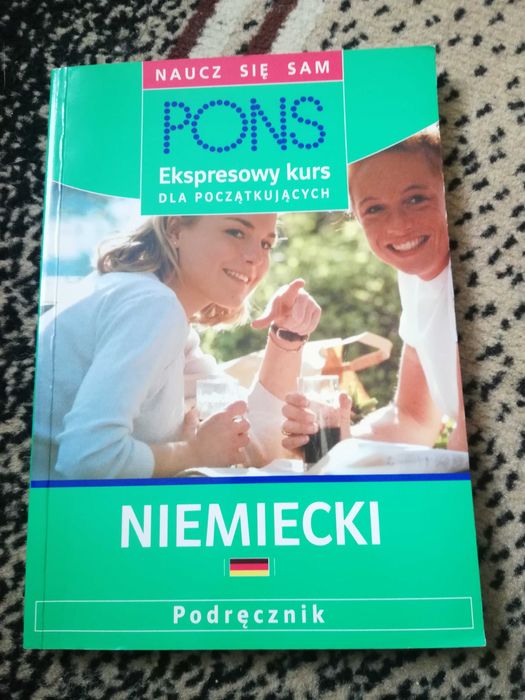 NAUCZ SIĘ SAM
PONS
Ekspresowy kurs
DLA POCZĄTKUJĄCYCH
NIEMIECKI
Podręcznik